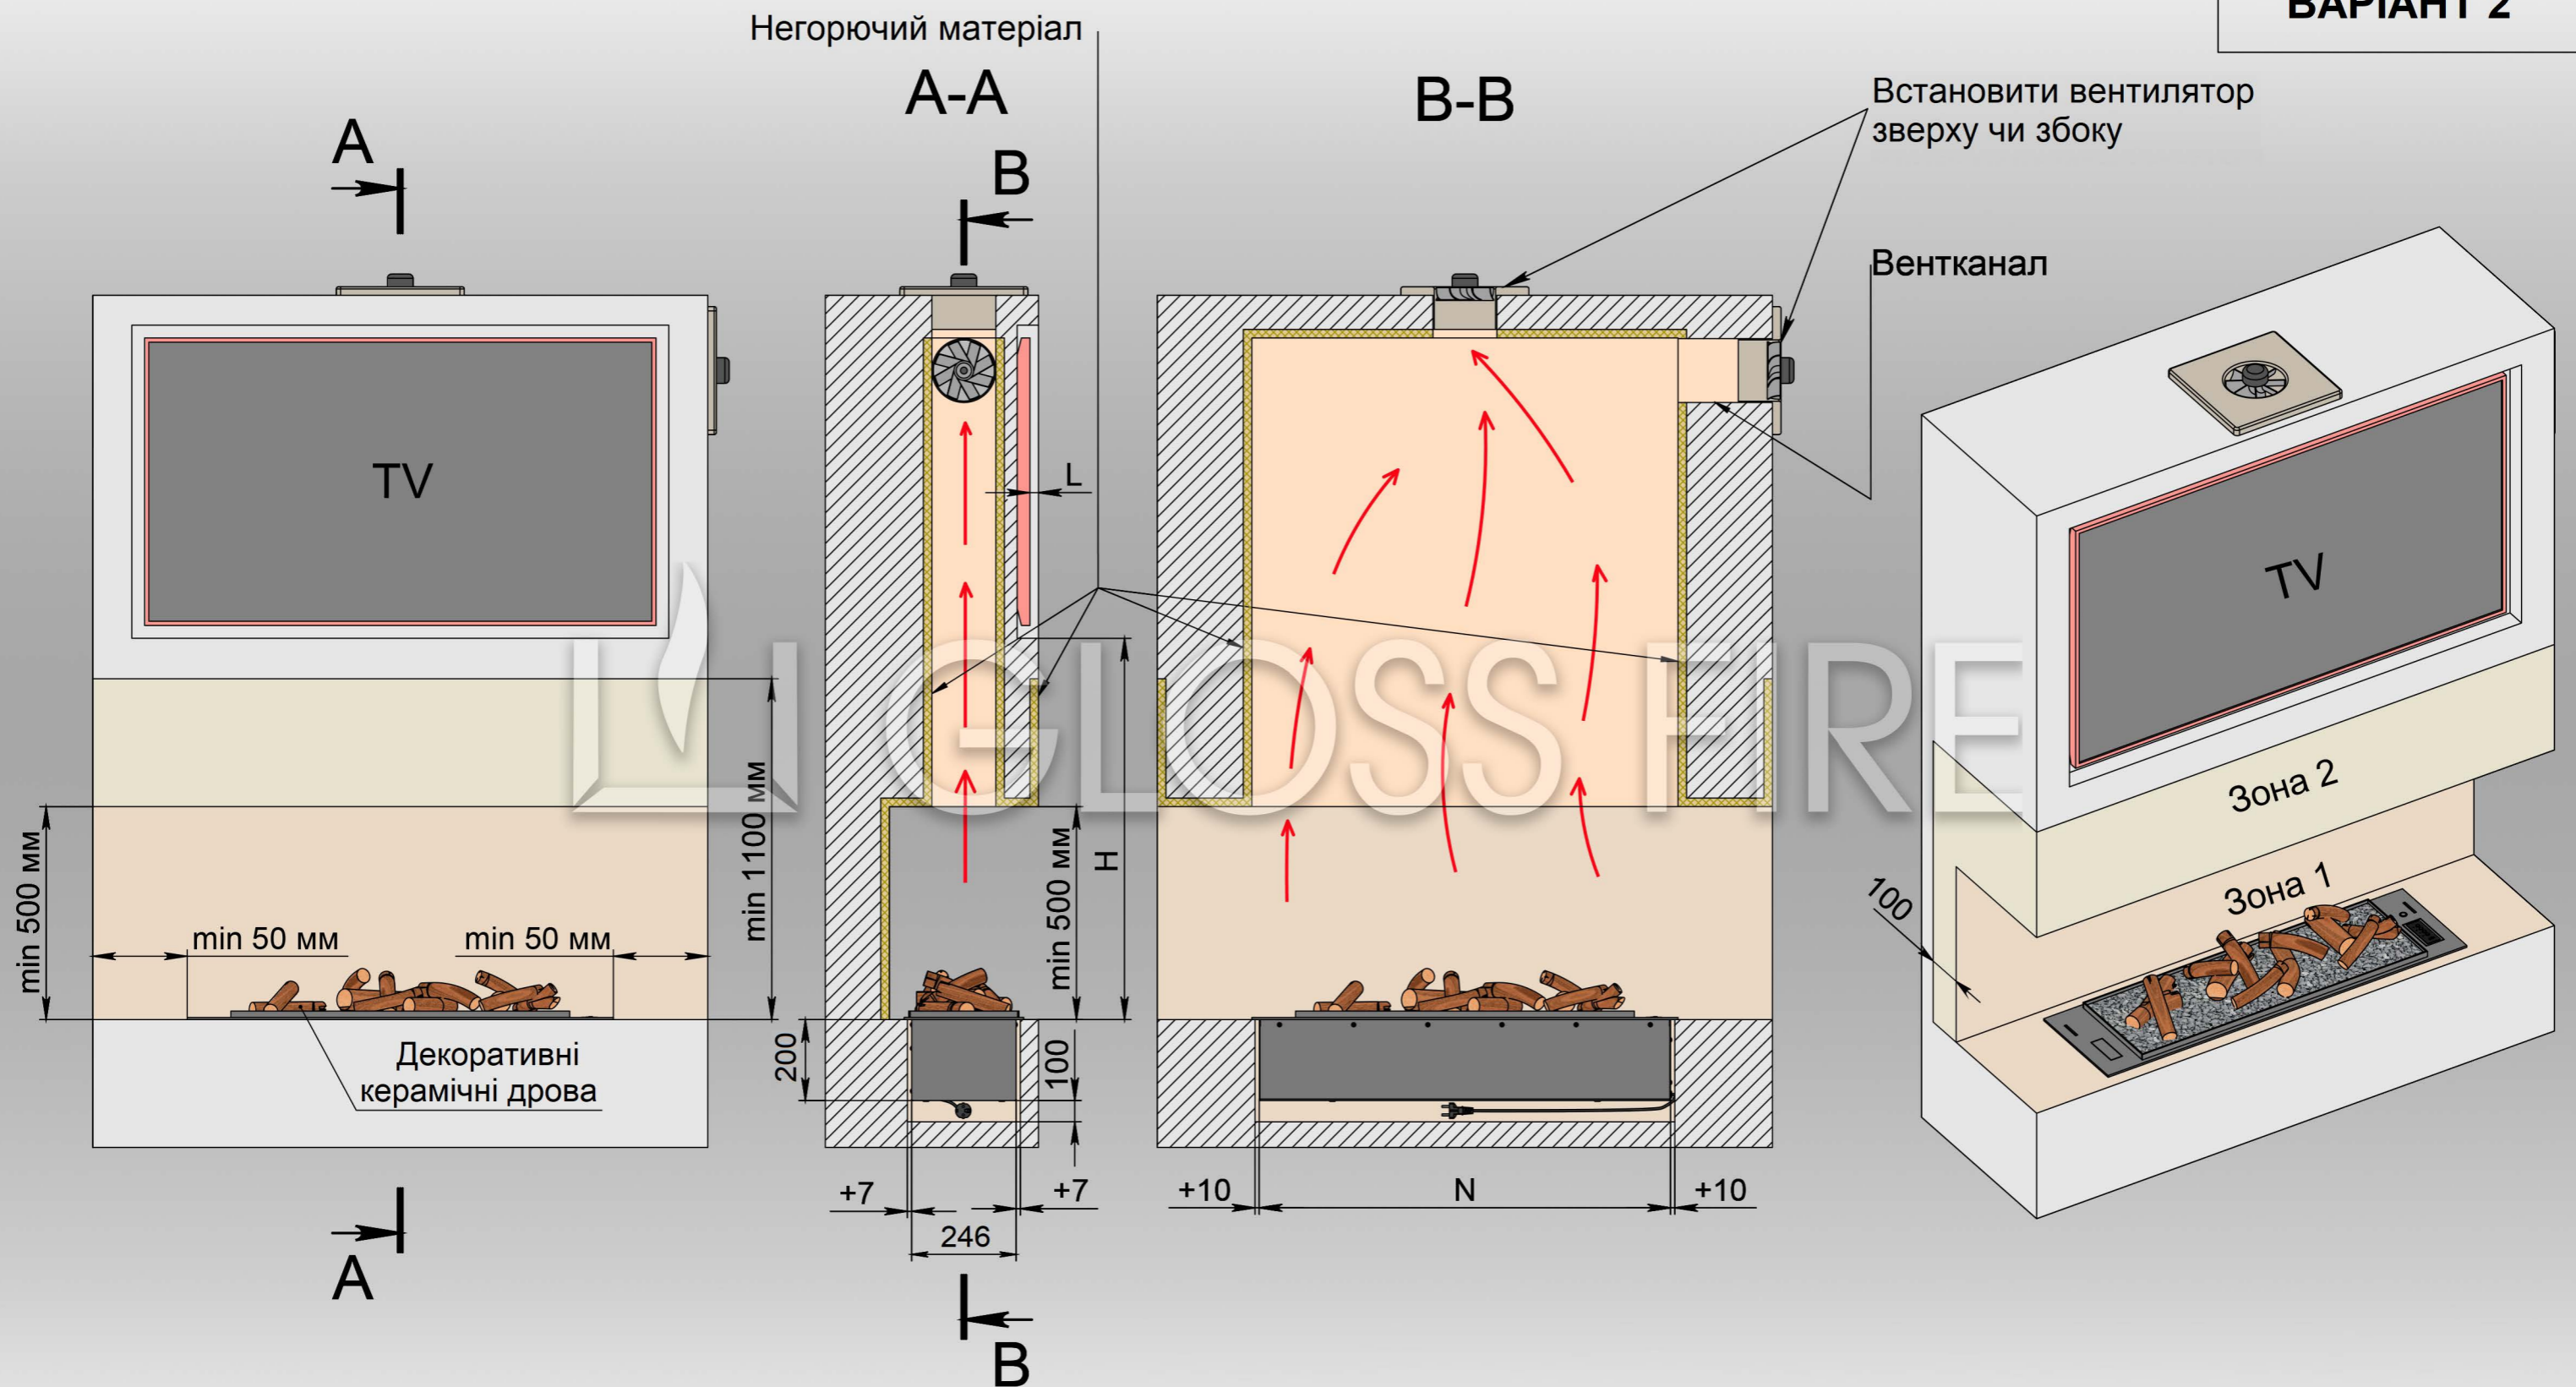 ВАРІАНТ 2
Негорючий матеріал
А-А
В-В
Встановити вентилятор
зверху чи збоку
А
В
Вентканал
TV
L
TV
GLOSS FIRE
Зона 2
Зона 1
100
min 500 мм
min 1100 мм
min 500 мм
H
min 50 мм
min 50 мм
Декоративні
керамічні дрова
200
100
+7
+7
246
+10
N
+10
А
В